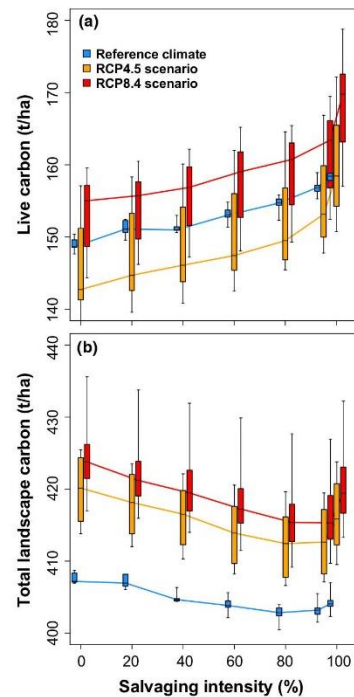 (a)
Reference climate
RCP4.5 scenario
RCP8.4 scenario
Live carbon (t/ha)
180
170
160
150
140
(b)
Total landscape carbon (t/ha)
440
430
420
410
400
0 20 40 60 80 100
Salvaging intensity (%)